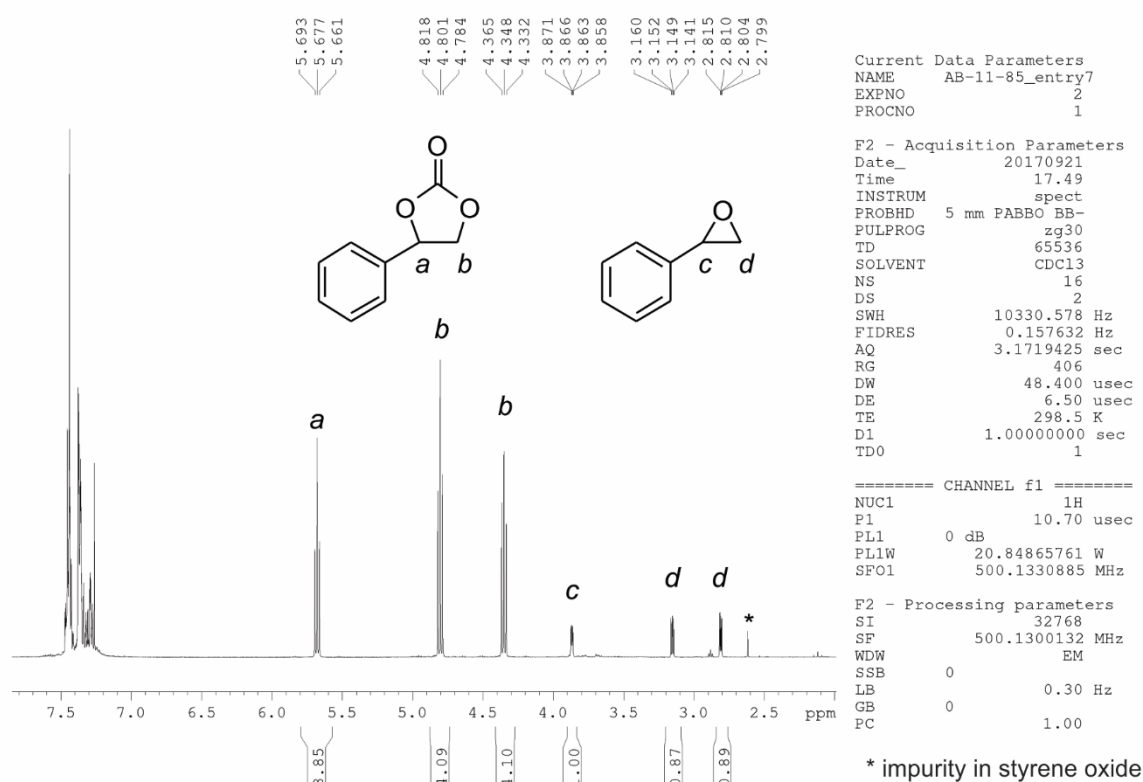 5.693
5.677
5.661
4.818
4.801
4.784
4.365
4.348
4.332
3.871
3.866
3.863
3.858
3.160
3.152
3.149
3.141
2.815
2.810
2.804
2.799
O
O
O
a
b
O
c
d
a
b
b
c
d
d
*
7.5 7.0 6.5 6.0 5.5 5.0 4.5 4.0 3.5 3.0 2.5 ppm
3.85
4.09
4.10
.00
0.87
0.89
Current Data Parameters
NAME AB-11-85_entry7
EXPNO 2
PROCNO 1
F2 - Acquisition Parameters
Date_ 20170921
Time 17.49
INSTRUM spect
PROBHD 5 mm PABBO BB-
PULPROG zg30
TD 65536
SOLVENT CDCl3
NS 16
DS 2
SWH 10330.578 Hz
FIDRES 0.157632 Hz
AQ 3.1719425 sec
RG 406
DW 48.400 usec
DE 6.50 usec
TE 298.5 K
D1 1.00000000 sec
TD0 1
======== CHANNEL f1 ========
NUC1 1H
P1 10.70 usec
PL1 0 dB
PL1W 20.84865761 W
SFO1 500.1330885 MHz
F2 - Processing parameters
SI 32768
SF 500.1300132 MHz
WDW EM
SSB 0
LB 0.30 Hz
GB 0
PC 1.00
* impurity in styrene oxide